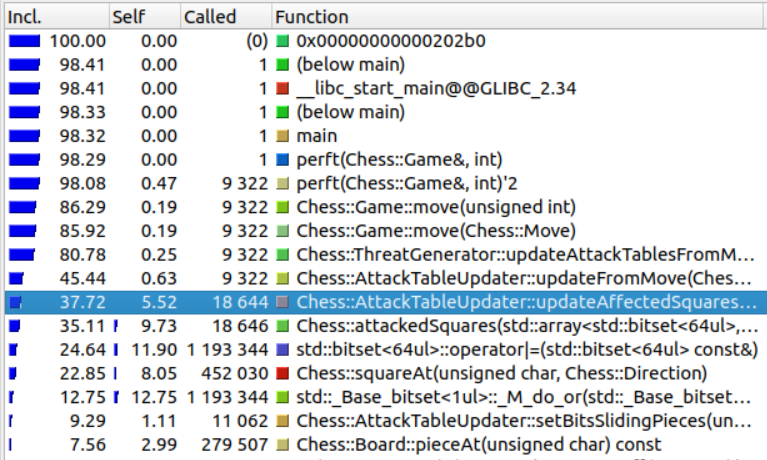 Incl. Self Called Function
100.00 0.00 (0) 0x00000000000202b0
98.41 0.00 1 (below main)
98.41 0.00 1 __libc_start_main@@GLIBC_2.34
98.33 0.00 1 (below main)
98.32 0.00 1 main
98.29 0.00 1 perft(Chess::Game&, int)
98.08 0.47 9 322 perft(Chess::Game&, int)'2
86.29 0.19 9 322 Chess::Game::move(unsigned int)
85.92 0.19 9 322 Chess::Game::move(Chess::Move)
80.78 0.25 9 322 Chess::ThreatGenerator::updateAttackTablesFromM...
45.44 0.63 9 322 Chess::AttackTableUpdater::updateFromMove(Ches...
37.72 5.52 18 644 Chess::AttackTableUpdater::updateAffectedSquares...
35.11 9.73 18 646 Chess::attackedSquares(std::array<std::bitset<64ul>,...
24.64 11.90 1 193 344 std::bitset<64ul>::operator|=(std::bitset<64ul> const&)
22.85 8.05 452 030 Chess::squareAt(unsigned char, Chess::Direction)
12.75 12.75 1 193 344 std::_Base_bitset<1ul>::_M_do_or(std::_Base_bitset...
9.29 1.11 11 062 Chess::AttackTableUpdater::setBitsSlidingPieces(un...
7.56 2.99 279 507 Chess::Board::pieceAt(unsigned char) const